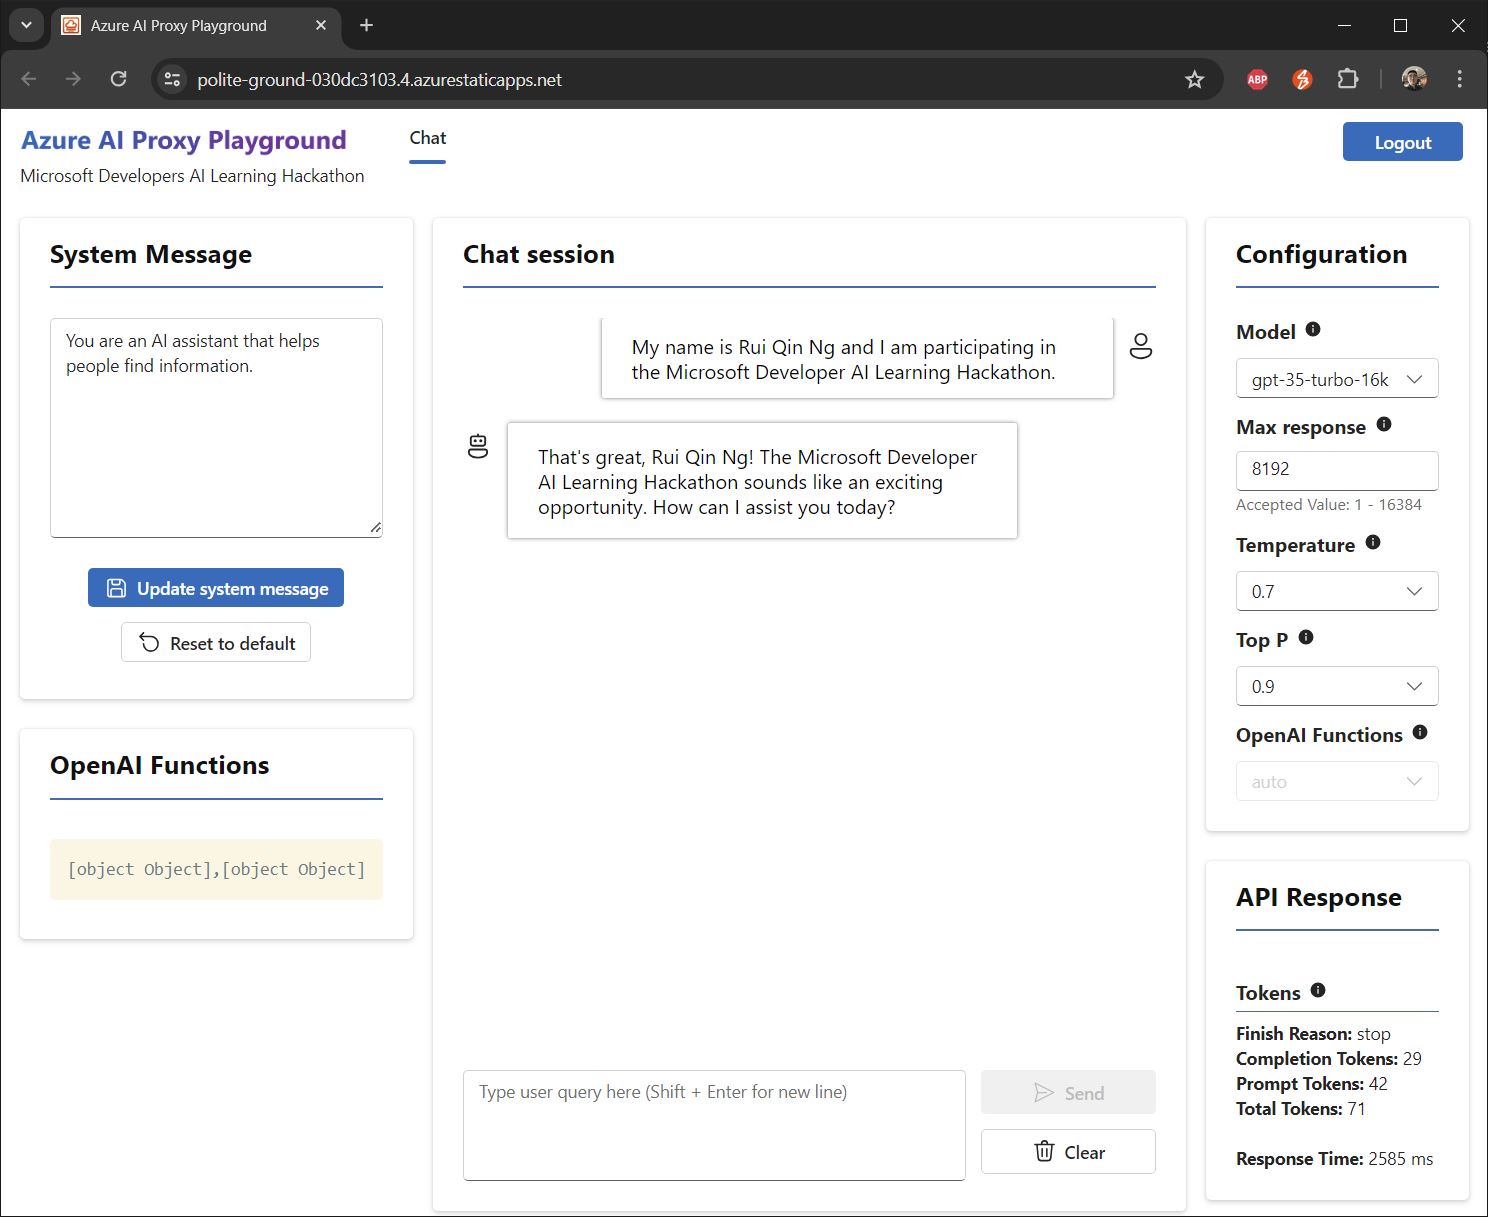 Azure AI Proxy Playground
polite-ground-030dc3103.4.azurestaticapps.net
ABP
Azure AI Proxy Playground
Chat
Logout
Microsoft Developers AI Learning Hackathon
System Message
You are an AI assistant that helps
people find information.
Update system message
Reset to default
OpenAI Functions
[object Object],[object Object]
Chat session
My name is Rui Qin Ng and I am participating in
the Microsoft Developer AI Learning Hackathon.
That's great, Rui Qin Ng! The Microsoft Developer
AI Learning Hackathon sounds like an exciting
opportunity. How can I assist you today?
Type user query here (Shift + Enter for new line)
Send
Clear
Configuration
Model
gpt-35-turbo-16k
Max response
8192
Accepted Value: 1 - 16384
Temperature
0.7
Top P
0.9
OpenAI Functions
auto
API Response
Tokens
Finish Reason: stop
Completion Tokens: 29
Prompt Tokens: 42
Total Tokens: 71
Response Time: 2585 ms